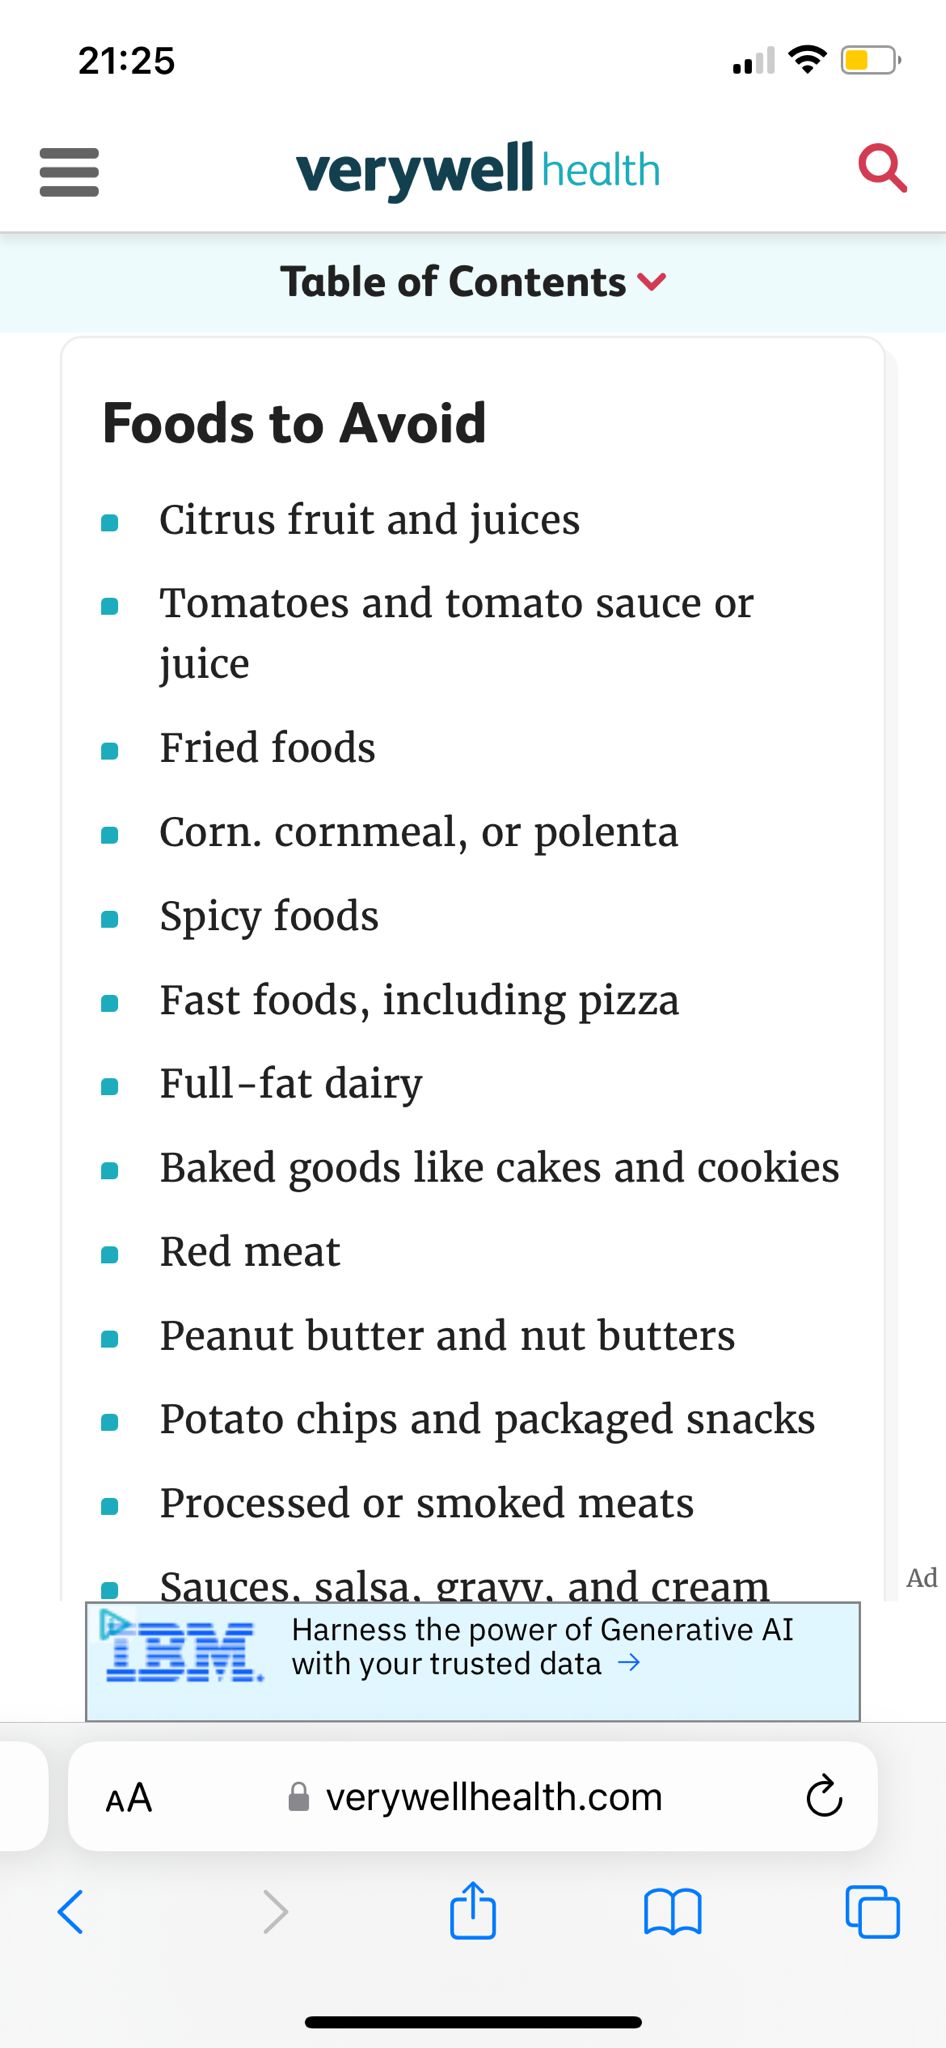 21:25
verywell health
Table of Contents
Foods to Avoid
Citrus fruit and juices
Tomatoes and tomato sauce or
juice
Fried foods
Corn. cornmeal, or polenta
Spicy foods
Fast foods, including pizza
Full-fat dairy
Baked goods like cakes and cookies
Red meat
Peanut butter and nut butters
Potato chips and packaged snacks
Processed or smoked meats
Sauces, salsa, gravy, and cream
Ad
IBM.
Harness the power of Generative AI
with your trusted data →
AA
verywellhealth.com